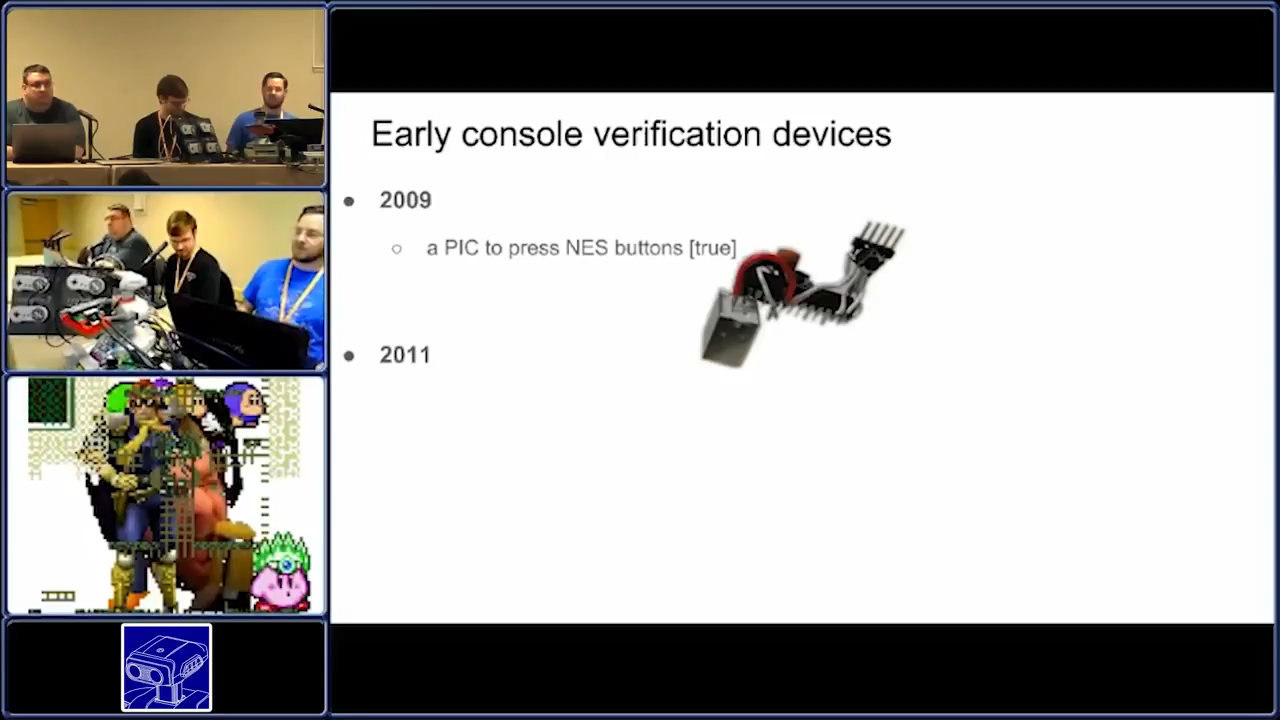 Early console verification devices
2009
a PIC to press NES buttons [true]
2011